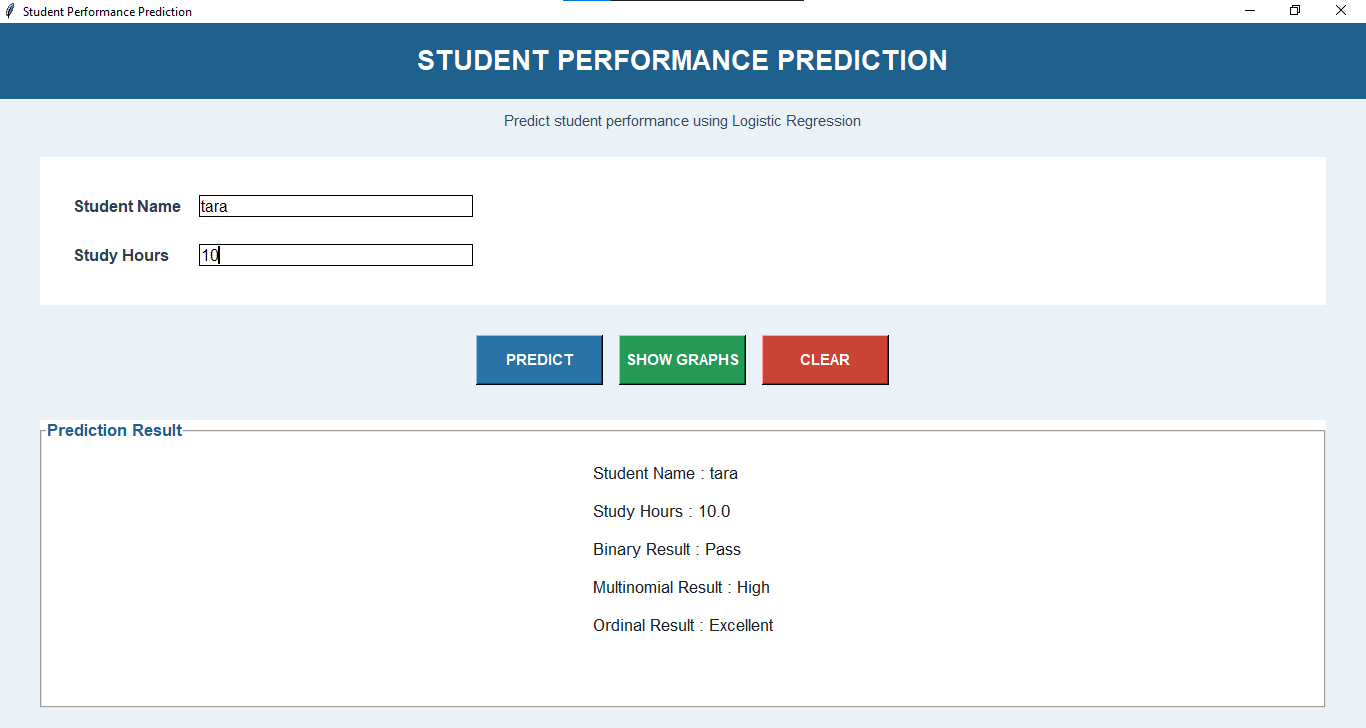 Student Performance Prediction
STUDENT PERFORMANCE PREDICTION
Predict student performance using Logistic Regression
Student Name tara
Study Hours 10
PREDICT SHOW GRAPHS CLEAR
Prediction Result
Student Name : tara
Study Hours : 10.0
Binary Result : Pass
Multinomial Result : High
Ordinal Result : Excellent